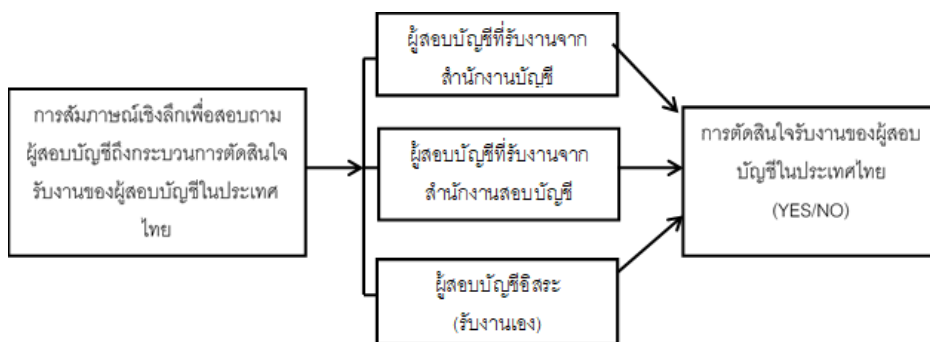 การสัมภาษณ์เชิงลึกเพื่อสอบถาม
ผู้สอบบัญชีถึงกระบวนการตัดสินใจ
รับงานของผู้สอบบัญชีในประเทศ
ไทย
ผู้สอบบัญชีที่รับงานจาก
สำนักงานบัญชี
ผู้สอบบัญชีที่รับงานจาก
สำนักงานสอบบัญชี
ผู้สอบบัญชีอิสระ
(รับงานเอง)
การตัดสินใจรับงานของผู้สอบ
บัญชีในประเทศไทย
(YES/NO)